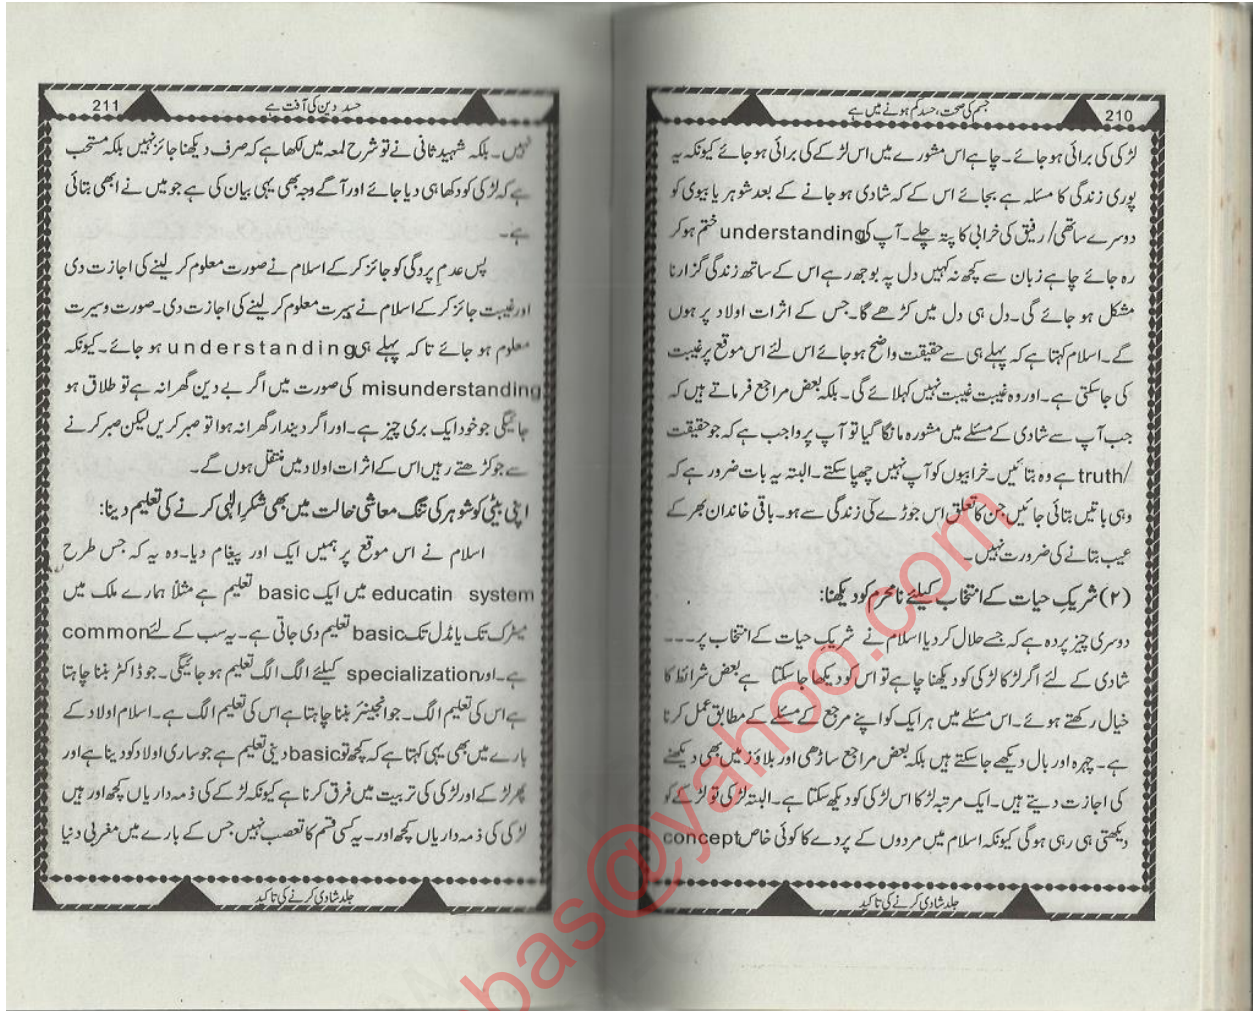 210
جسم کی صحت، حسد کم ہونے میں ہے
لڑکی کی برائی ہو جائے۔ چاہے اس مشورے میں اس لڑکے کی برائی ہو جائے کیونکہ یہ
پوری زندگی کا مسئلہ ہے بجائے اس کے کہ شادی ہو جانے کے بعد شوہر یا بیوی کو
دوسرے ساتھی/رفیق کی خرابی کا پتہ چلے۔ آپ کی understanding ختم ہو کر
رہ جائے چاہے زبان سے کچھ نہ کہیں دل پہ بوجھ رہے اس کے ساتھ زندگی گزارنا
مشکل ہو جائے گی۔ دل ہی دل میں کڑھے گا۔ جس کے اثرات اولاد پر ہوں
گے۔ اسلام کہتا ہے کہ پہلے ہی سے حقیقت واضح ہو جائے اس لئے اس موقع پر غیبت
کی جاسکتی ہے۔ اور وہ غیبت غیبت نہیں کہلائے گی۔ بلکہ بعض مراجع فرماتے ہیں کہ
جب آپ سے شادی کے مسئلے میں مشورہ مانگا گیا تو آپ پر واجب ہے کہ جو حقیقت
/truth ہے وہ بتائیں۔ خرابیوں کو آپ نہیں چھپا سکتے۔ البتہ یہ بات ضرور ہے کہ
وہی باتیں بتائی جائیں جن کا تعلق اس جوڑے کی زندگی سے ہو۔ باقی خاندان بھر کے
عیب بتانے کی ضرورت نہیں۔
(۲) شریکِ حیات کے انتخاب کیلئے نامحرم کو دیکھنا:
دوسری چیز پردہ ہے کہ جسے حلال کر دیا اسلام نے شریکِ حیات کے انتخاب پر۔۔۔
شادی کے لئے اگر لڑکا لڑکی کو دیکھنا چاہے تو اس کو دیکھا جاسکتا ہے بعض شرائط کا
خیال رکھتے ہوئے۔ اس مسئلے میں ہر ایک کو اپنے مرجع کے مسئلے کے مطابق عمل کرنا
ہے۔ چہرہ اور بال دیکھے جاسکتے ہیں بلکہ بعض مراجع ساڑھی اور بلاؤز میں بھی دیکھنے
کی اجازت دیتے ہیں۔ ایک مرتبہ لڑکا اس لڑکی کو دیکھ سکتا ہے۔ البتہ لڑکی تو لڑکے کو
دیکھتی ہی رہی ہوگی کیونکہ اسلام میں مردوں کے پردے کا کوئی خاص concept
جلد شادی کرنے کی تاکید
211
حسد دین کی آفت ہے
نہیں۔ بلکہ شہید ثانی نے تو شرح لمعہ میں لکھا ہے کہ صرف دیکھنا جائز نہیں بلکہ مستحب
ہے کہ لڑکی کو دکھا ہی دیا جائے اور آگے وجہ بھی یہی بیان کی ہے جو میں نے ابھی بتائی
ہے۔
پس عدمِ پردگی کو جائز کر کے اسلام نے صورت معلوم کر لینے کی اجازت دی
اور غیبت جائز کر کے اسلام نے سیرت معلوم کر لینے کی اجازت دی۔ صورت و سیرت
معلوم ہو جائے تا کہ پہلے ہی understanding ہو جائے۔ کیونکہ
misunderstanding کی صورت میں اگر بے دین گھرانہ ہے تو طلاق ہو
جائیگی جو خود ایک بری چیز ہے۔ اور اگر دیندار گھرانہ ہوا تو صبر کریں لیکن صبر کرنے
سے جو کڑھتے رہیں اس کے اثرات اولاد میں منتقل ہوں گے۔
اپنی بیٹی کو شوہر کی تنگ معاشی حالت میں بھی شکرِ الٰہی کرنے کی تعلیم دینا:
اسلام نے اس موقع پر ہمیں ایک اور پیغام دیا۔ وہ یہ کہ جس طرح
educatin system میں ایک basic تعلیم ہے مثلاً ہمارے ملک میں
میٹرک تک یا مڈل تک basic تعلیم دی جاتی ہے۔ یہ سب کے لئے common
ہے۔ اور specialization کیلئے الگ الگ تعلیم ہو جائیگی۔ جو ڈاکٹر بننا چاہتا
ہے اس کی تعلیم الگ۔ جو انجینئر بننا چاہتا ہے اس کی تعلیم الگ ہے۔ اسلام اولاد کے
بارے میں بھی یہی کہتا ہے کہ کچھ تو basic دینی تعلیم ہے جو ساری اولاد کو دینا ہے اور
پھر لڑکے اور لڑکی کی تربیت میں فرق کرنا ہے کیونکہ لڑکے کی ذمہ داریاں کچھ اور ہیں
لڑکی کی ذمہ داریاں کچھ اور۔ یہ کسی قسم کا تعصب نہیں جس کے بارے میں مغربی دنیا
جلد شادی کرنے کی تاکید
bas@yahoo.com